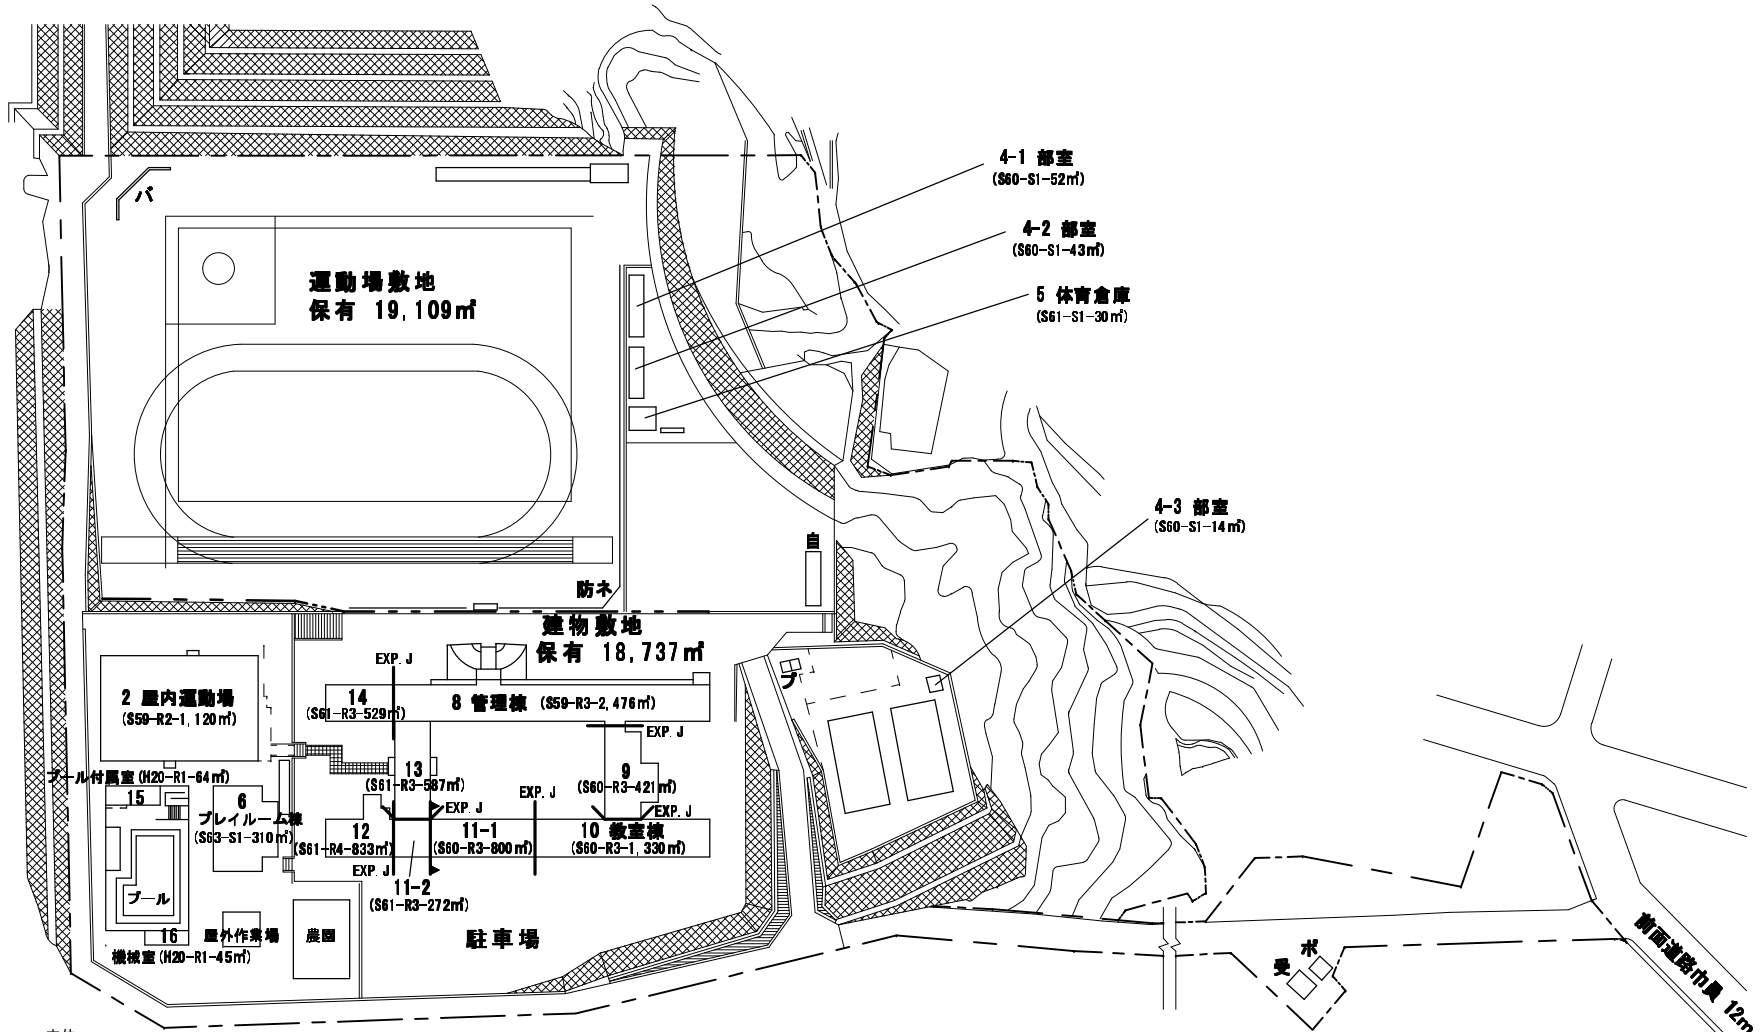 バ
運動場敷地
保有 19,109㎡
4-1 部室
(S60-S1-52㎡)
4-2 部室
(S60-S1-43㎡)
5 体育倉庫
(S61-S1-30㎡)
4-3 部室
(S60-S1-14㎡)
自
防ネ
建物敷地
保有 18,737㎡
EXP.J
2 屋内運動場
(S59-R2-1,120㎡)
14
(S61-R3-529㎡)
8 管理棟 (S59-R3-2,476㎡)
プ
EXP.J
プール付属室(H20-R1-64㎡)
13
(S61-R3-587㎡)
9
(S60-R3-421㎡)
15
6
プレイルーム棟
(S63-S1-310㎡)
EXP.J
EXP.J
EXP.J
12
(S61-R4-833㎡)
11-1
(S60-R3-800㎡)
10 教室棟
(S60-R3-1,330㎡)
EXP.J
11-2
(S61-R3-272㎡)
プール
16
屋外作業場
農園
駐車場
機械室(H20-R1-45㎡)
ポ
受
前面道路巾員 12m